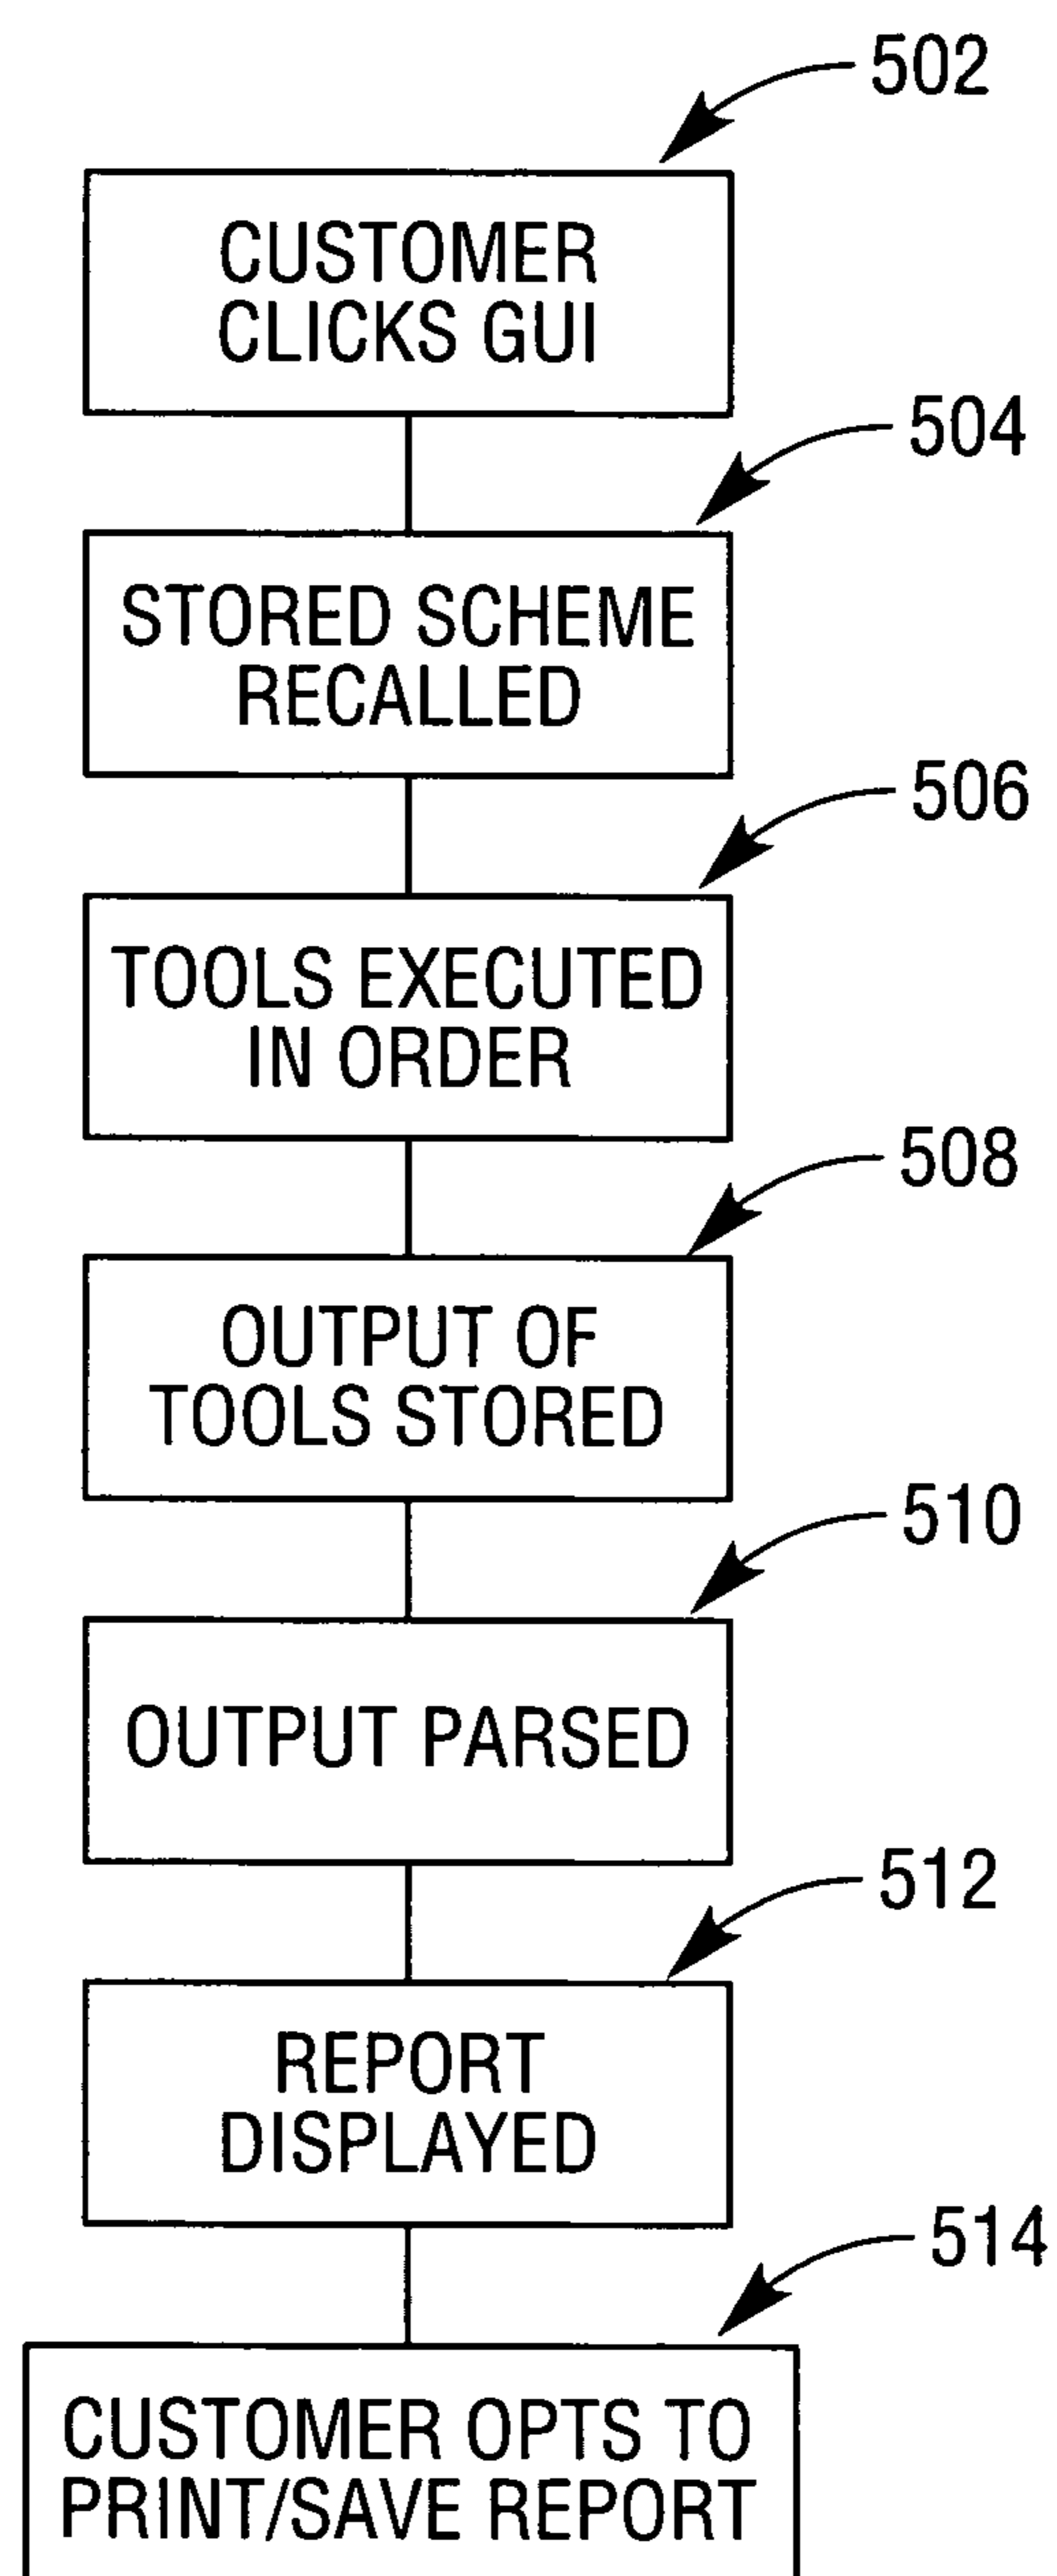 502
CUSTOMER
CLICKS GUI
504
STORED SCHEME
RECALLED
506
TOOLS EXECUTED
IN ORDER
508
OUTPUT OF
TOOLS STORED
510
OUTPUT PARSED
512
REPORT
DISPLAYED
514
CUSTOMER OPTS TO
PRINT/SAVE REPORT